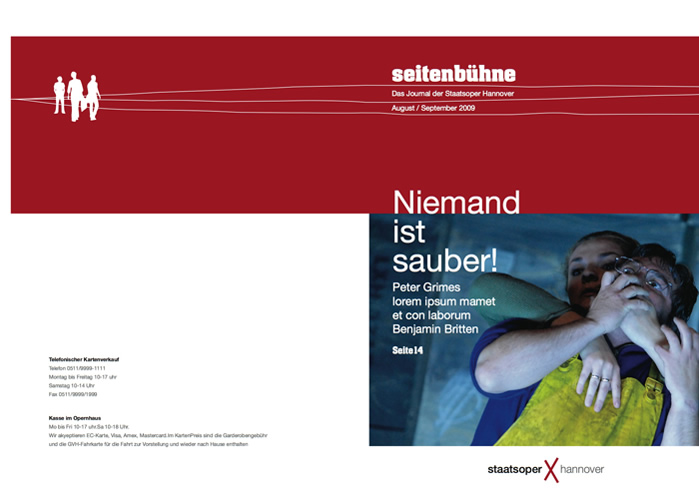 seitenbühne
Das Journal der Staatsoper Hannover
August / September 2009
Niemand
ist
sauber!
Peter Grimes
lorem ipsum mamet
et con laborum
Benjamin Britten
Seite14
Telefonischer Kartenverkauf
Telefon 0511/9999-1111
Montag bis Freitag 10-17 uhr
Samstag 10-14 Uhr
Fax 0511/9999/1999
Kasse im Opernhaus
Mo bis Fri 10-17 uhr.Sa 10-16 Uhr.
Wir akyeptieren EC-Karte, Visa, Amex, Mastercard.Im KartenPreis sind die Garderobengebühr
und die GVH-Fahrkarte für die Fahrt zur Vorstellung und wieder nach Hause enthalten
staatsoper X hannover